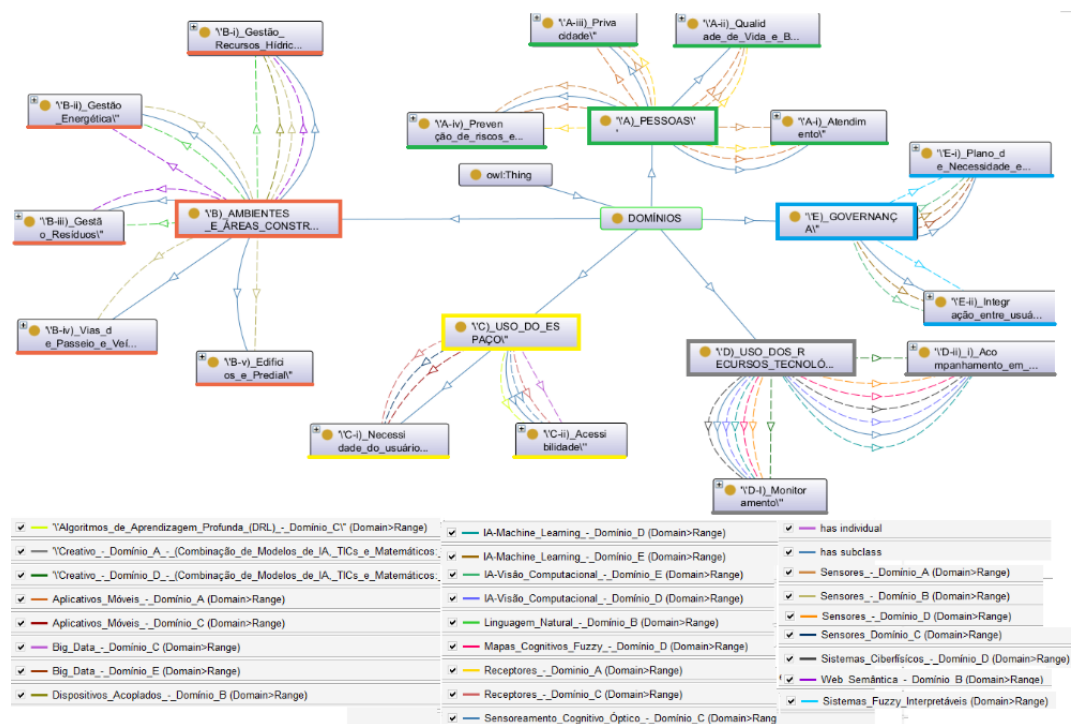 "\'B-i)_Gestão_
Recursos_Hídric...
"\'A-iii)_Priva
cidade\"
"\'A-ii)_Qualid
ade_de_Vida_e_B...
"\'B-ii)_Gestão
_Energética\"
"\'A-iv)_Preven
ção_de_riscos_e...
"\'A)_PESSOAS\'
'
"\'A-i)_Atendim
ento\"
"\'E-i)_Plano_d
e_Necessidade_e...
owl:Thing
"\'B-iii)_Gestã
o_Resíduos\"
"\'B)_AMBIENTES
_E_ÁREAS_CONSTR...
DOMÍNIOS
"\'E)_GOVERNANÇ
A\"
"\'E-ii)_Integr
ação_entre_usuá...
"\'B-iv)_Vias_d
e_Passeio_e_Veí...
"\'B-v)_Edifici
os_e_Predial\"
"\'C)_USO_DO_ES
PAÇO\"
"\'D)_USO_DOS_R
ECURSOS_TECNOLÓ...
"\'D-ii)_i)_Aco
mpanhamento_em_...
"\'C-i)_Necessi
dade_do_usuário...
"\'C-ii)_Acessi
bilidade\"
"\'D-I)_Monitor
amento\"
"\'Algoritmos_de_Aprendizagem_Profunda_(DRL)_-_Domínio_C\" (Domain>Range)
"\'Creativo_-_Domínio_A_-_(Combinação_de_Modelos_de_IA,_TICs_e_Matemáticos:_
"\'Creativo_-_Domínio_D_-_(Combinação_de_Modelos_de_IA,_TICs_e_Matemáticos:_
Aplicativos_Móveis_-_Domínio_A (Domain>Range)
Aplicativos_Móveis_-_Domínio_C (Domain>Range)
Big_Data_-_Domínio_C (Domain>Range)
Big_Data_-_Domínio_E (Domain>Range)
Dispositivos_Acoplados_-_Domínio_B (Domain>Range)
IA-Machine_Learning_-_Domínio_D (Domain>Range)
IA-Machine_Learning_-_Domínio_E (Domain>Range)
IA-Visão_Computacional_-_Domínio_E (Domain>Range)
IA-Visão_Computacional_-_Domínio_D (Domain>Range)
Linguagem_Natural_-_Domínio_B (Domain>Range)
Mapas_Cognitivos_Fuzzy_-_Domínio_D (Domain>Range)
Receptores_-_Domínio_A (Domain>Range)
Receptores_-_Domínio_C (Domain>Range)
Sensoreamento_Cognitivo_Óptico_-_Domínio_C (Domain>Rang
has individual
has subclass
Sensores_-_Domínio_A (Domain>Range)
Sensores_-_Domínio_B (Domain>Range)
Sensores_-_Domínio_D (Domain>Range)
Sensores_Domínio_C (Domain>Range)
Sistemas_Ciberfísicos_-_Domínio_D (Domain>Range)
Web_Semântica_-_Domínio_B (Domain>Range)
Sistemas_Fuzzy_Interpretáveis (Domain>Range)